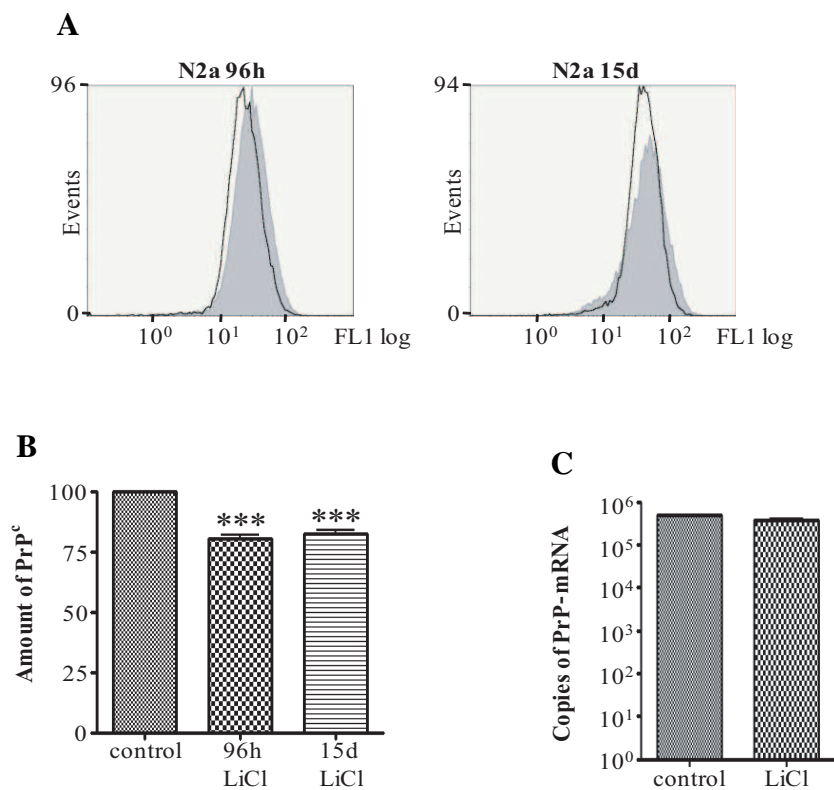 A
N2a 96h
96
Events
0
10⁰ 10¹ 10² FL1 log
N2a 15d
94
Events
0
10⁰ 10¹ 10² FL1 log
B
100
75
50
25
0
Amount of PrPᶜ
*** ***
control 96h 15d
LiCl LiCl
C
10⁶
10⁵
10⁴
10³
10²
10¹
10⁰
Copies of PrP-mRNA
control LiCl